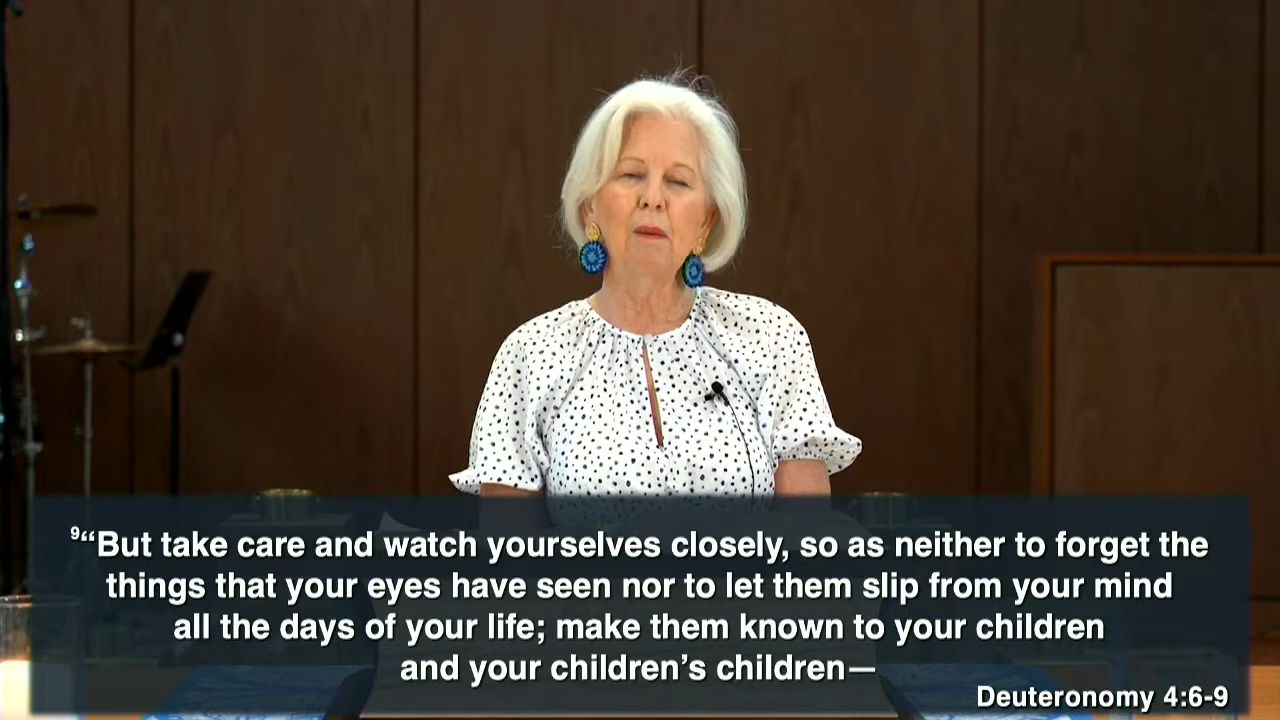 ⁹“But take care and watch yourselves closely, so as neither to forget the
things that your eyes have seen nor to let them slip from your mind
all the days of your life; make them known to your children
and your children’s children—
Deuteronomy 4:6-9